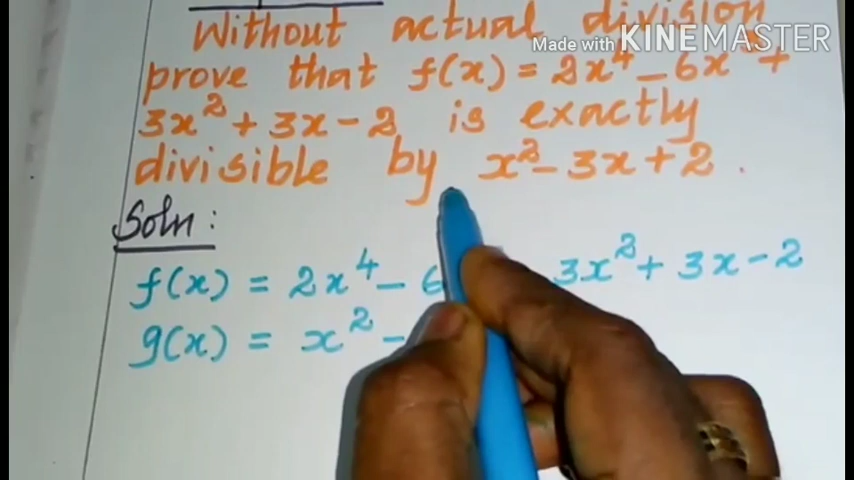 Without actual division
Made with KINEMASTER
prove that f(x) = 2x⁴ - 6x +
3x² + 3x - 2 is exactly
divisible by x² - 3x + 2 .
Soln :
f(x) = 2x⁴ - 6 3x² + 3x - 2
g(x) = x² -